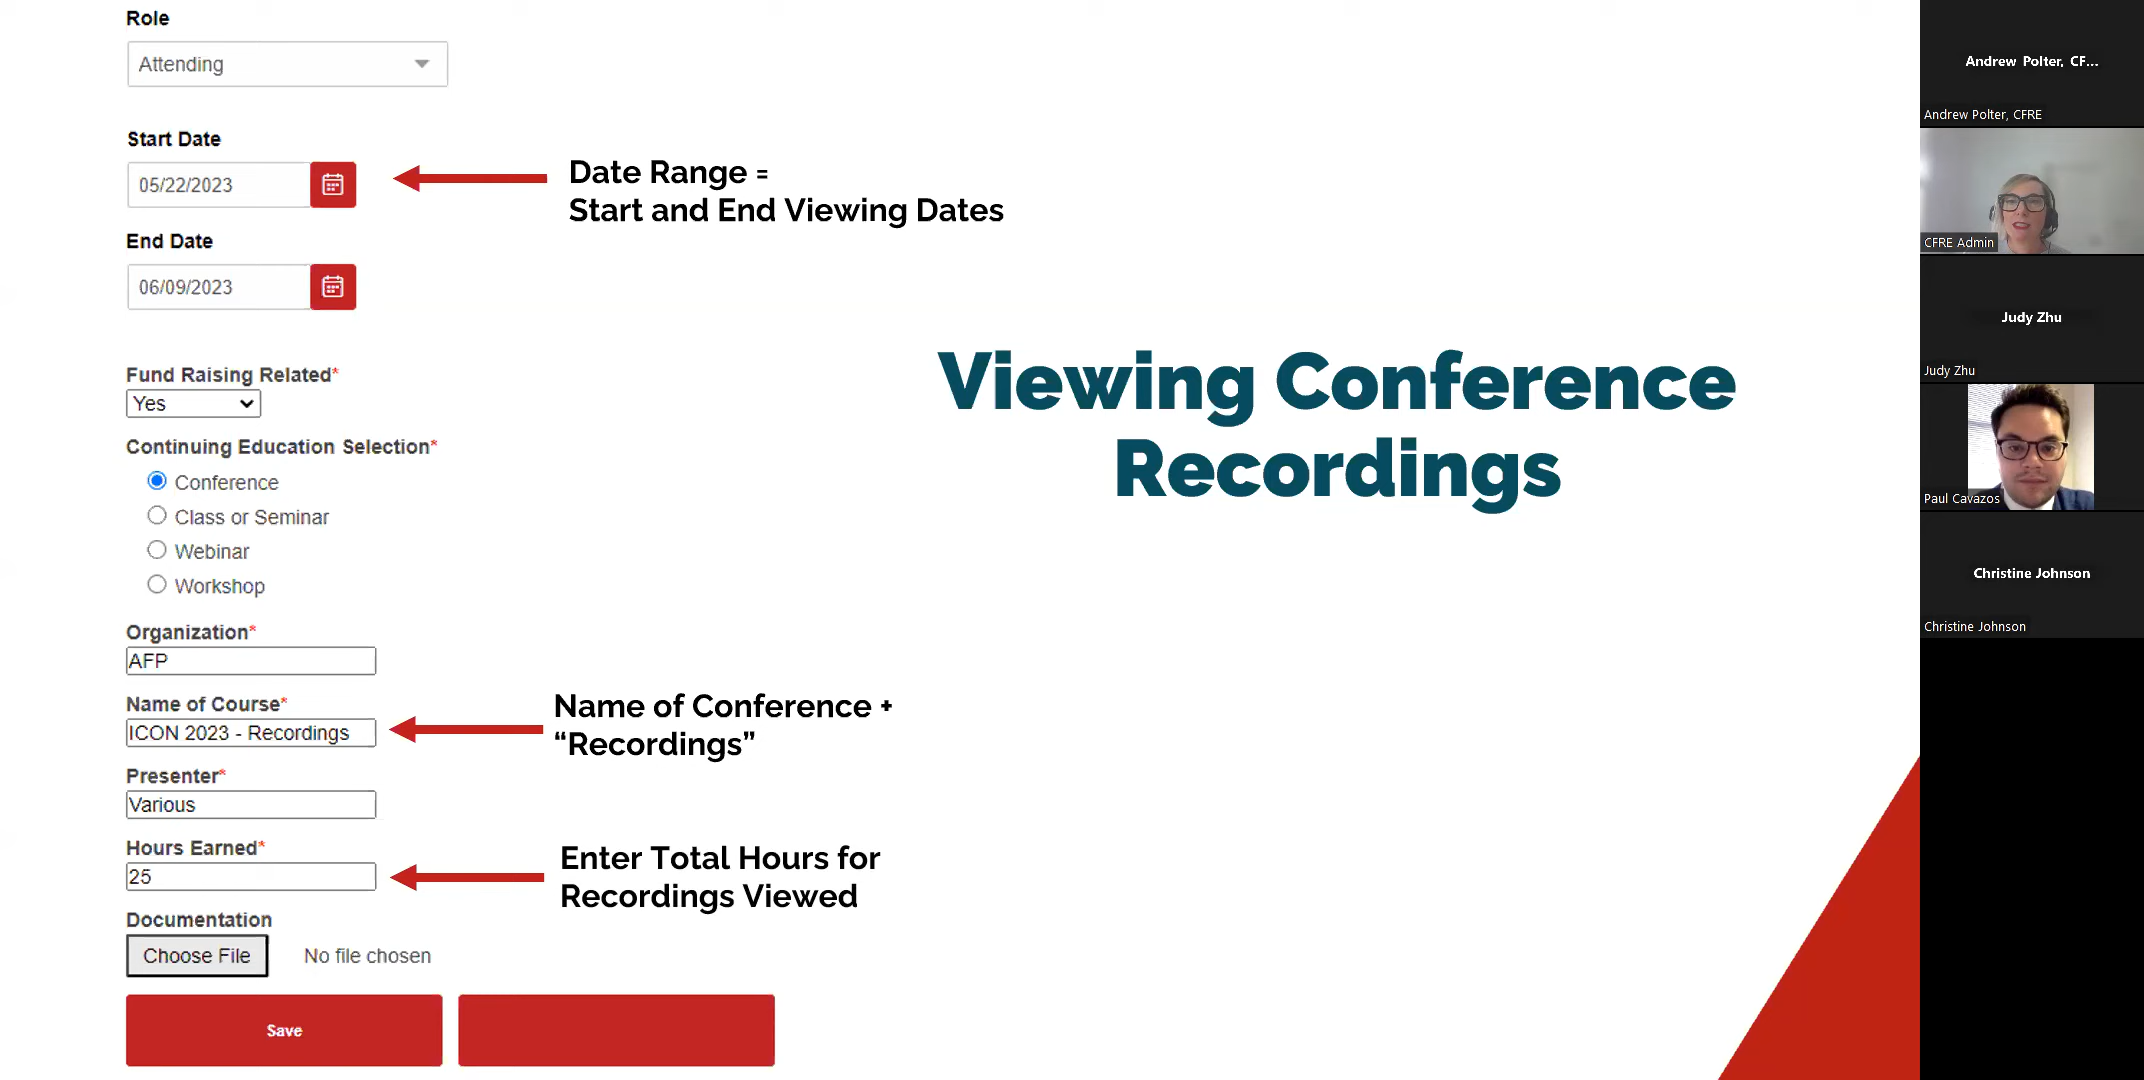 Role
Attending
Start Date
05/22/2023
Date Range =
Start and End Viewing Dates
End Date
06/09/2023
Viewing Conference
Recordings
Fund Raising Related*
Yes
Continuing Education Selection*
Conference
Class or Seminar
Webinar
Workshop
Organization*
AFP
Name of Course*
ICON 2023 - Recordings
Name of Conference +
“Recordings”
Presenter*
Various
Hours Earned*
25
Enter Total Hours for
Recordings Viewed
Documentation
Choose File No file chosen
Save
Andrew Polter, CF...
Andrew Polter, CFRE
CFRE Admin
Judy Zhu
Judy Zhu
Paul Cavazos
Christine Johnson
Christine Johnson